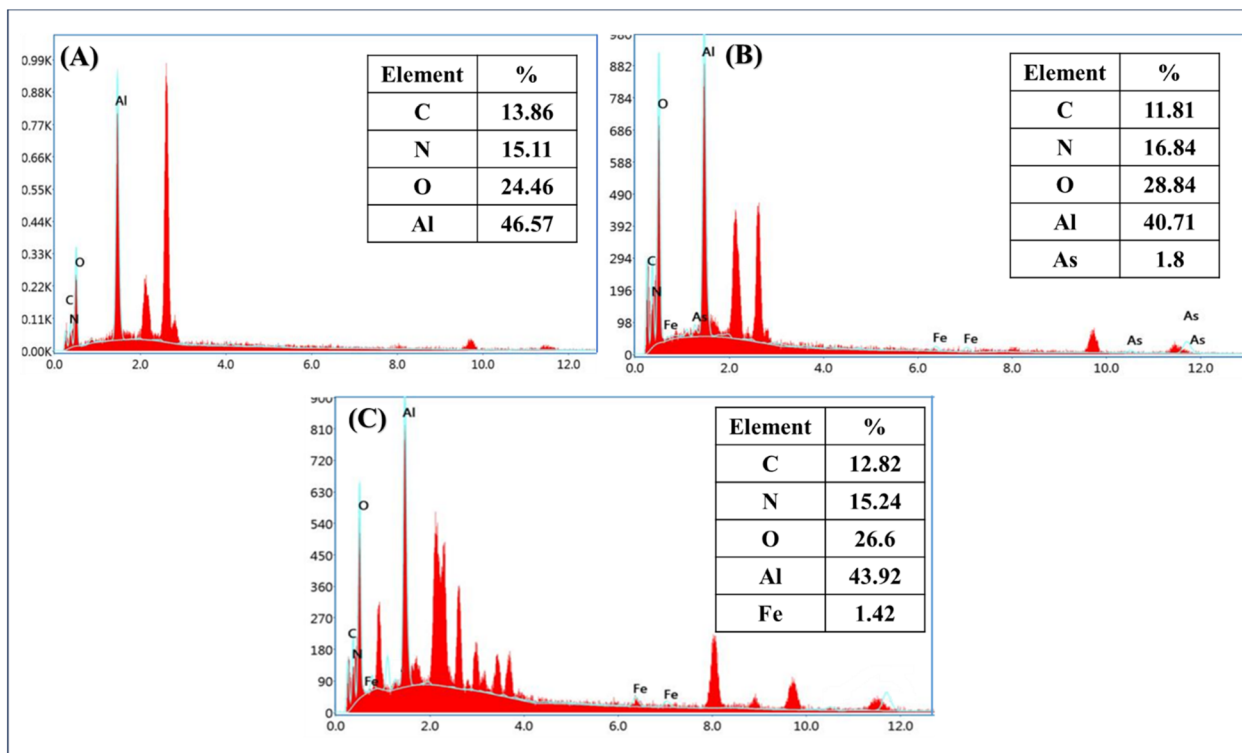 (A)
0.99K
0.88K
0.77K
0.66K
0.55K
0.44K
0.33K
0.22K
0.11K
0.00K
0.0 2.0 4.0 6.0 8.0 10.0 12.0
Al
O
C
N
Element %
C 13.86
N 15.11
O 24.46
Al 46.57
(B)
980
882
784
686
588
490
392
294
196
98
0
0.0 2.0 4.0 6.0 8.0 10.0 12.0
Al
O
C
N
Fe As
Fe Fe As As
As
Element %
C 11.81
N 16.84
O 28.84
Al 40.71
As 1.8
(C)
900
810
720
630
540
450
360
270
180
90
0
0.0 2.0 4.0 6.0 8.0 10.0 12.0
Al
O
C
N
Fe
Fe Fe
Element %
C 12.82
N 15.24
O 26.6
Al 43.92
Fe 1.42